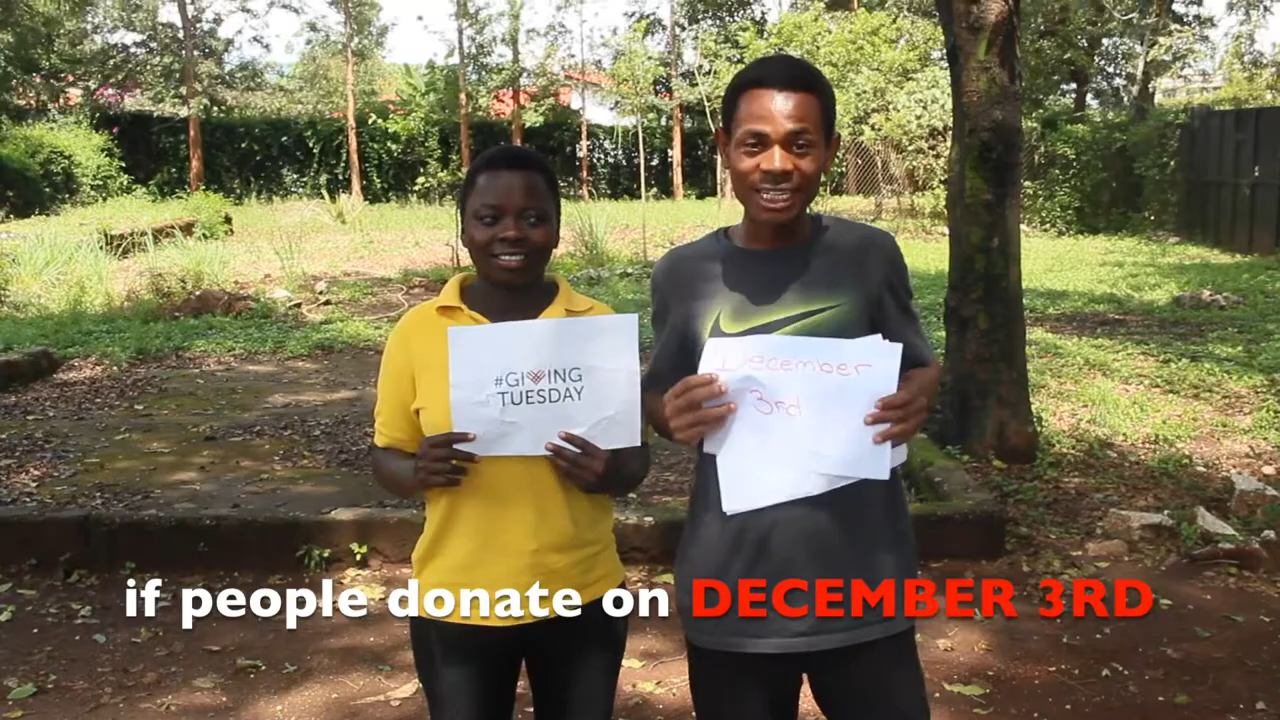 #GIVING
TUESDAY
December
3rd
if people donate on DECEMBER 3RD